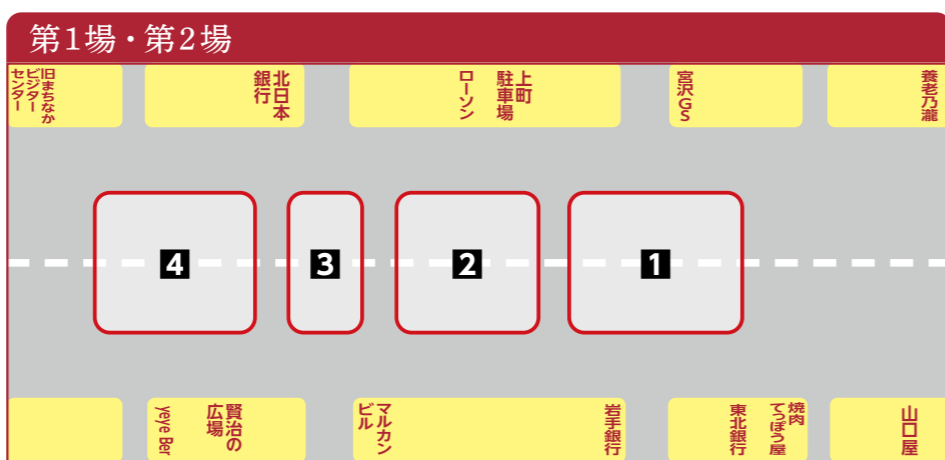 第1場・第2場
旧まちなか
ビジター
センター
北日本
銀行
ローソン
上町
駐車場
宮沢GS
養老乃瀧
4
3
2
1
yeye Ber
賢治の
広場
マルカン
ビル
岩手銀行
東北銀行
焼肉
てっぽう屋
山口屋